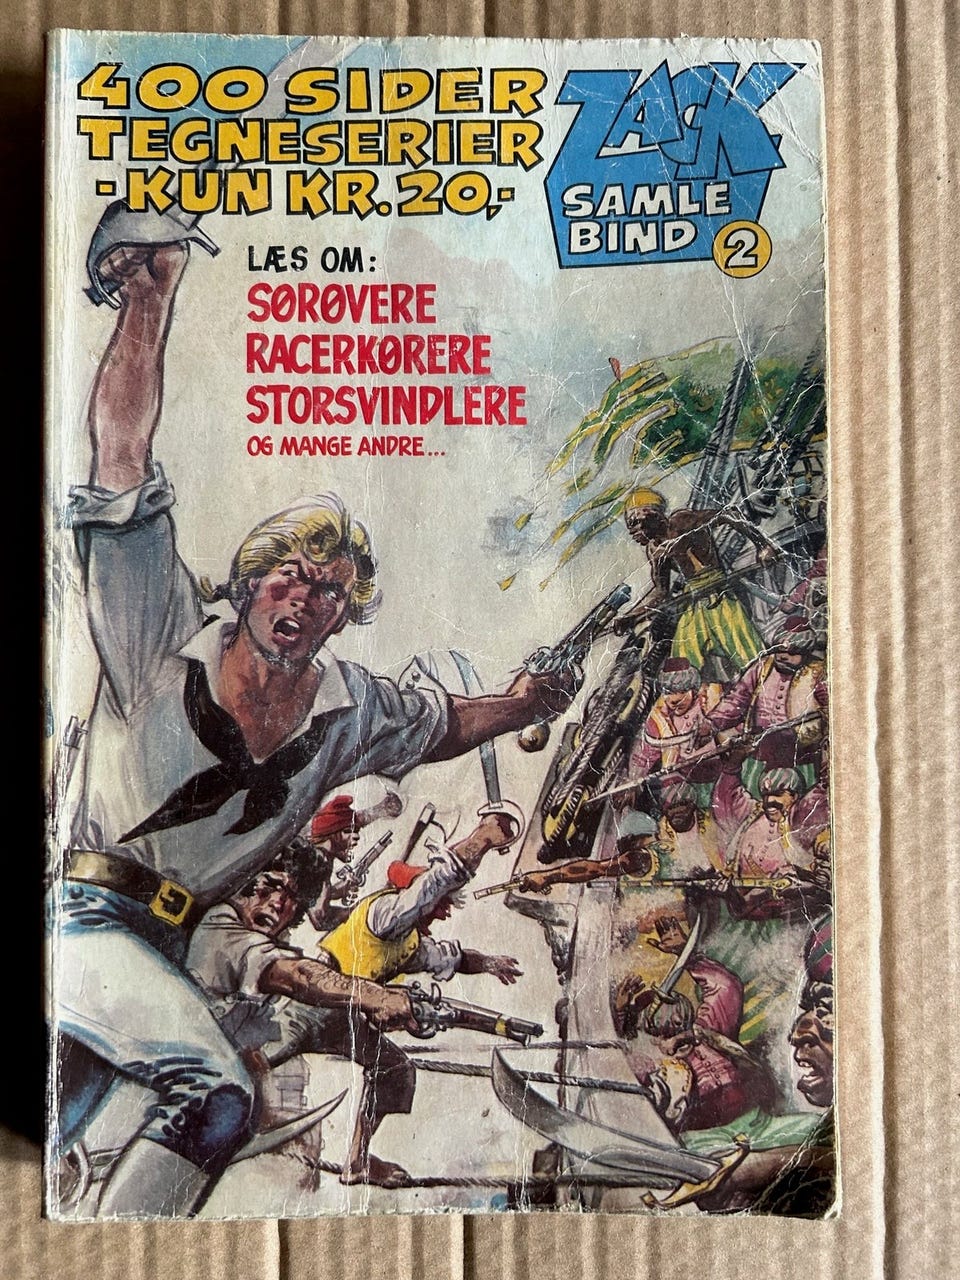 400 SIDER
TEGNESERIER
- KUN KR. 20,-
ZACK
SAMLE
BIND 2
LÆS OM:
SØRØVERE
RACERKØRERE
STORSVINDLERE
OG MANGE ANDRE...